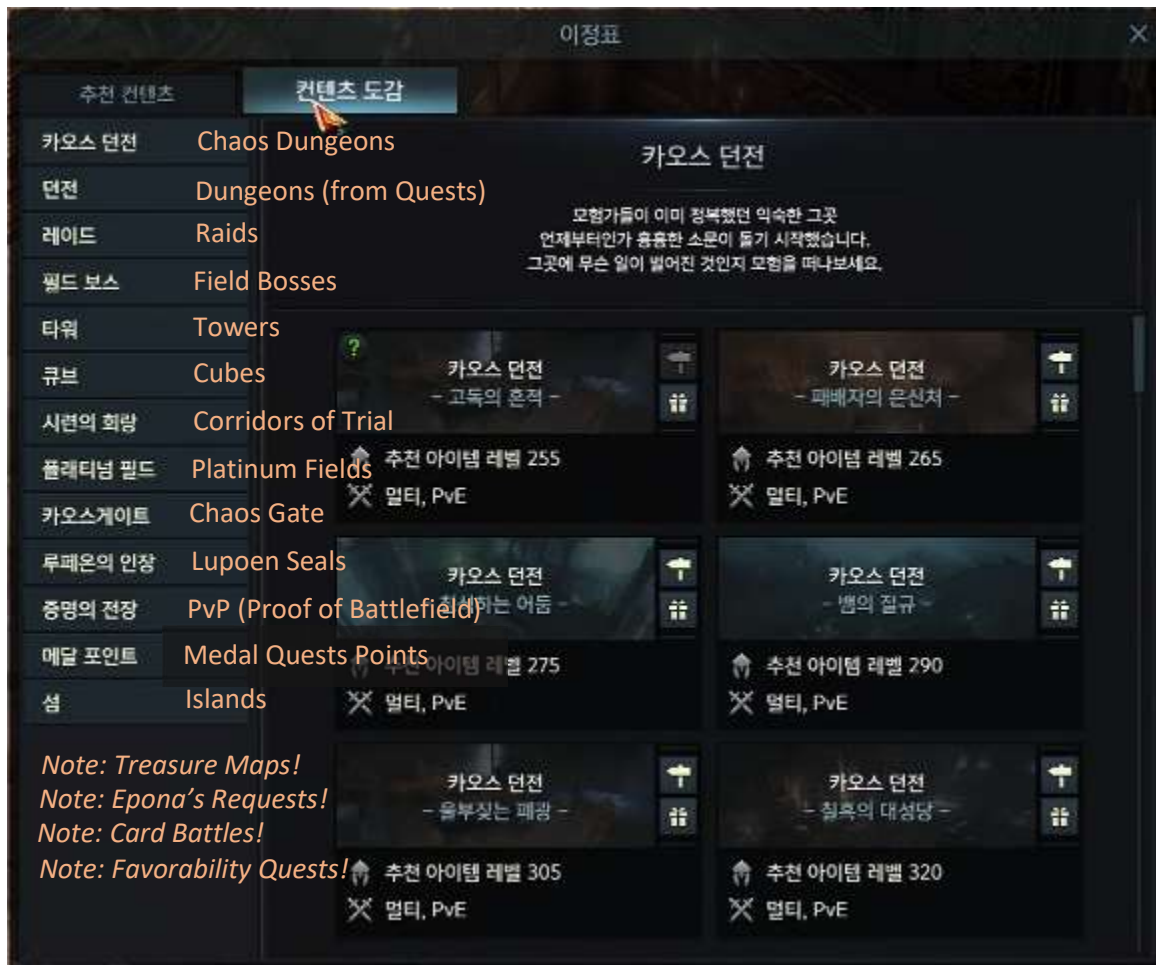 이정표
추천 컨텐츠
컨텐츠 도감
카오스 던전 Chaos Dungeons
던전 Dungeons (from Quests)
레이드 Raids
필드 보스 Field Bosses
타워 Towers
큐브 Cubes
시련의 회랑 Corridors of Trial
플래티넘 필드 Platinum Fields
카오스게이트 Chaos Gate
루페온의 인장 Lupoen Seals
증명의 전장 PvP (Proof of Battlefield)
메달 포인트 Medal Quests Points
섬 Islands
Note: Treasure Maps!
Note: Epona's Requests!
Note: Card Battles!
Note: Favorability Quests!
카오스 던전
모험가들이 이미 정복했던 익숙한 그곳
언제부터인가 흉흉한 소문이 돌기 시작했습니다.
그곳에 무슨 일이 벌어진 것인지 모험을 떠나보세요.
?
카오스 던전
- 고독의 흔적 -
추천 아이템 레벨 255
멀티, PvE
카오스 던전
- 패배자의 은신처 -
추천 아이템 레벨 265
멀티, PvE
카오스 던전
하는 어둠 -
추천 아이템 레벨 275
멀티, PvE
카오스 던전
- 뱀의 절규 -
추천 아이템 레벨 290
멀티, PvE
카오스 던전
- 울부짖는 폐광 -
추천 아이템 레벨 305
멀티, PvE
카오스 던전
- 칠흑의 대성당 -
추천 아이템 레벨 320
멀티, PvE